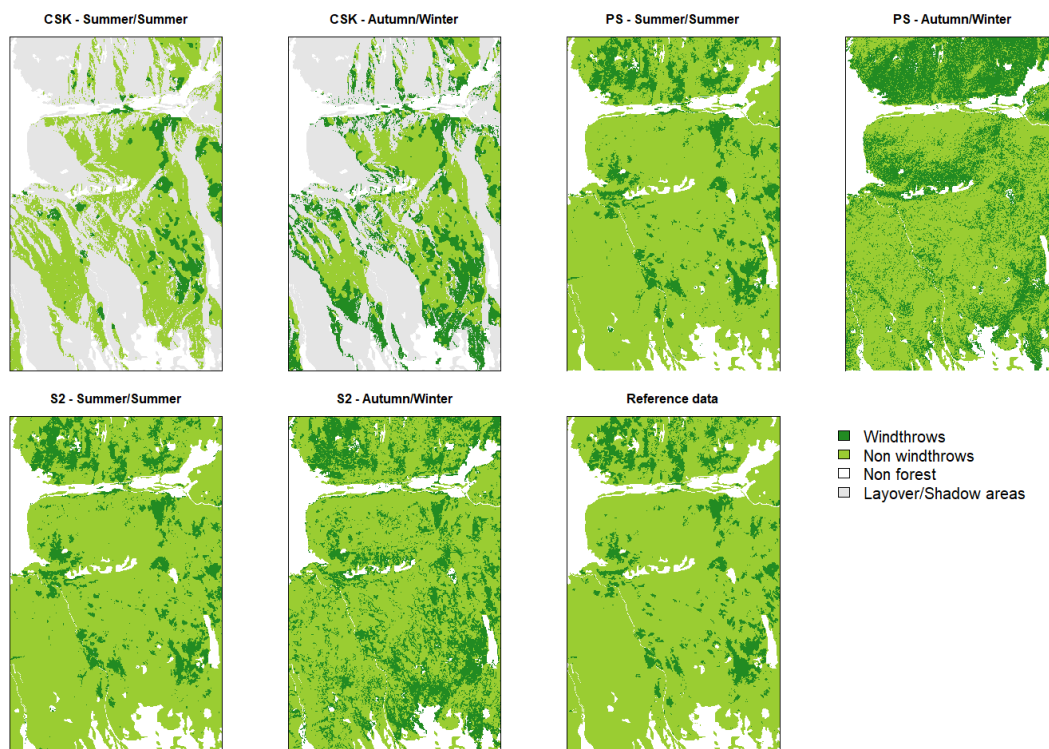 CSK - Summer/Summer
CSK - Autumn/Winter
PS - Summer/Summer
PS - Autumn/Winter
S2 - Summer/Summer
S2 - Autumn/Winter
Reference data
Windthrows
Non windthrows
Non forest
Layover/Shadow areas